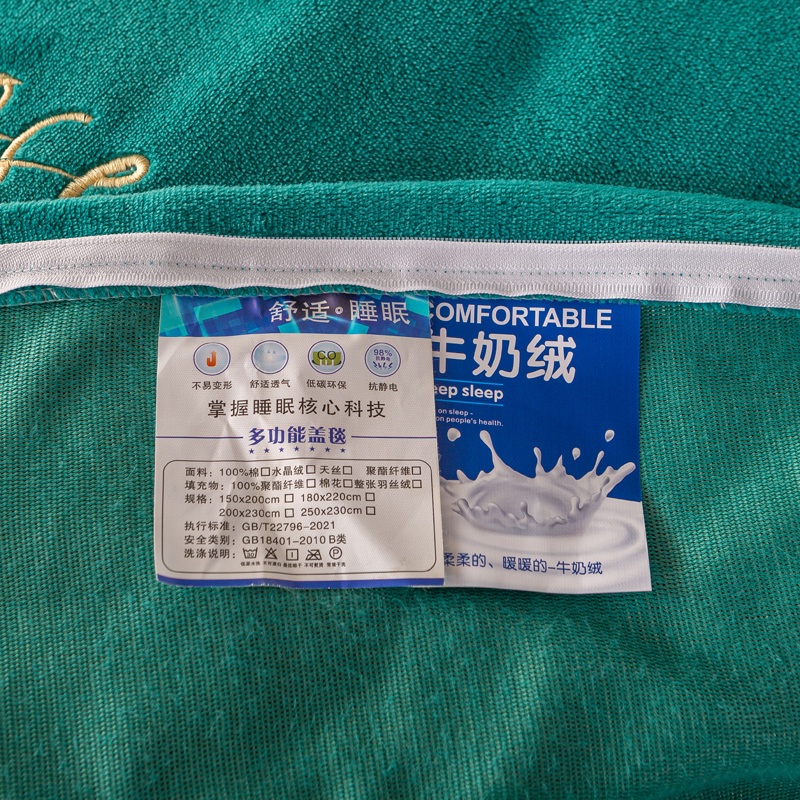 舒适·睡眠
不易变形 舒适透气 低碳环保 抗静电
CO
98%
掌握睡眠核心科技
多功能盖毯
面料：100%棉□水晶绒□天丝□ 聚酯纤维□
填充物：100%聚酯纤维□棉花□整张羽丝绒□
规格：150x200cm□ 180x220cm□
200x230cm□ 250x230cm□
执行标准：GB/T22796-2021
安全类别：GB18401-2010 B类
洗涤说明：
COMFORTABLE
牛奶绒
eep sleep
on sleep -
on people's health.
柔柔的、暖暖的-牛奶绒